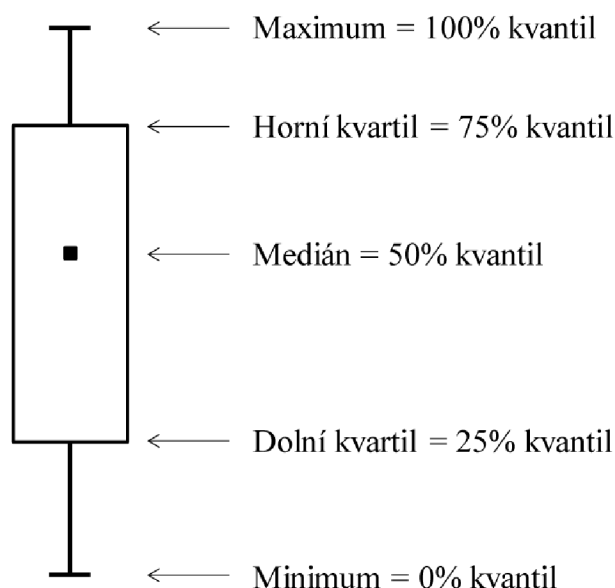 Maximum = 100% kvantil
Horní kvartil = 75% kvantil
Medián = 50% kvantil
Dolní kvartil = 25% kvantil
Minimum = 0% kvantil